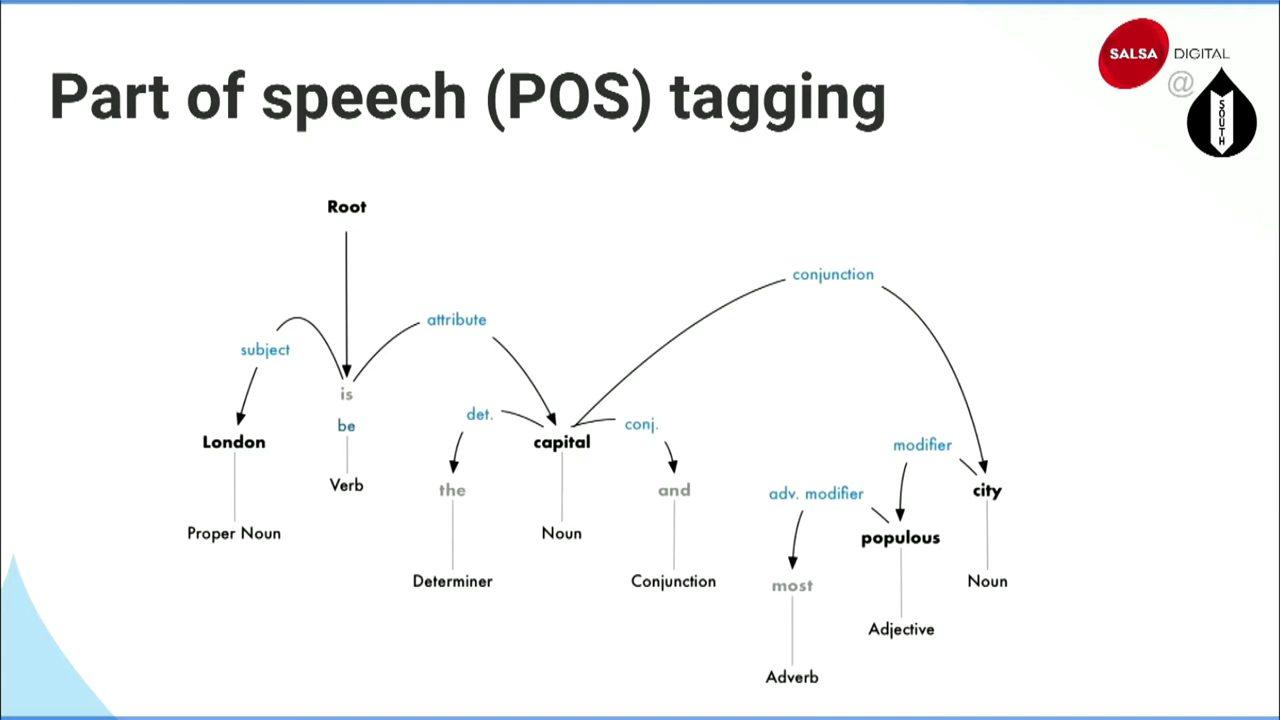 Part of speech (POS) tagging
SALSA DIGITAL
@
SOUTH
Root
conjunction
attribute
subject
is
be
det.
conj.
London
capital
modifier
Verb
the
and
adv. modifier
city
Proper Noun
Noun
populous
Determiner
Conjunction
most
Noun
Adjective
Adverb